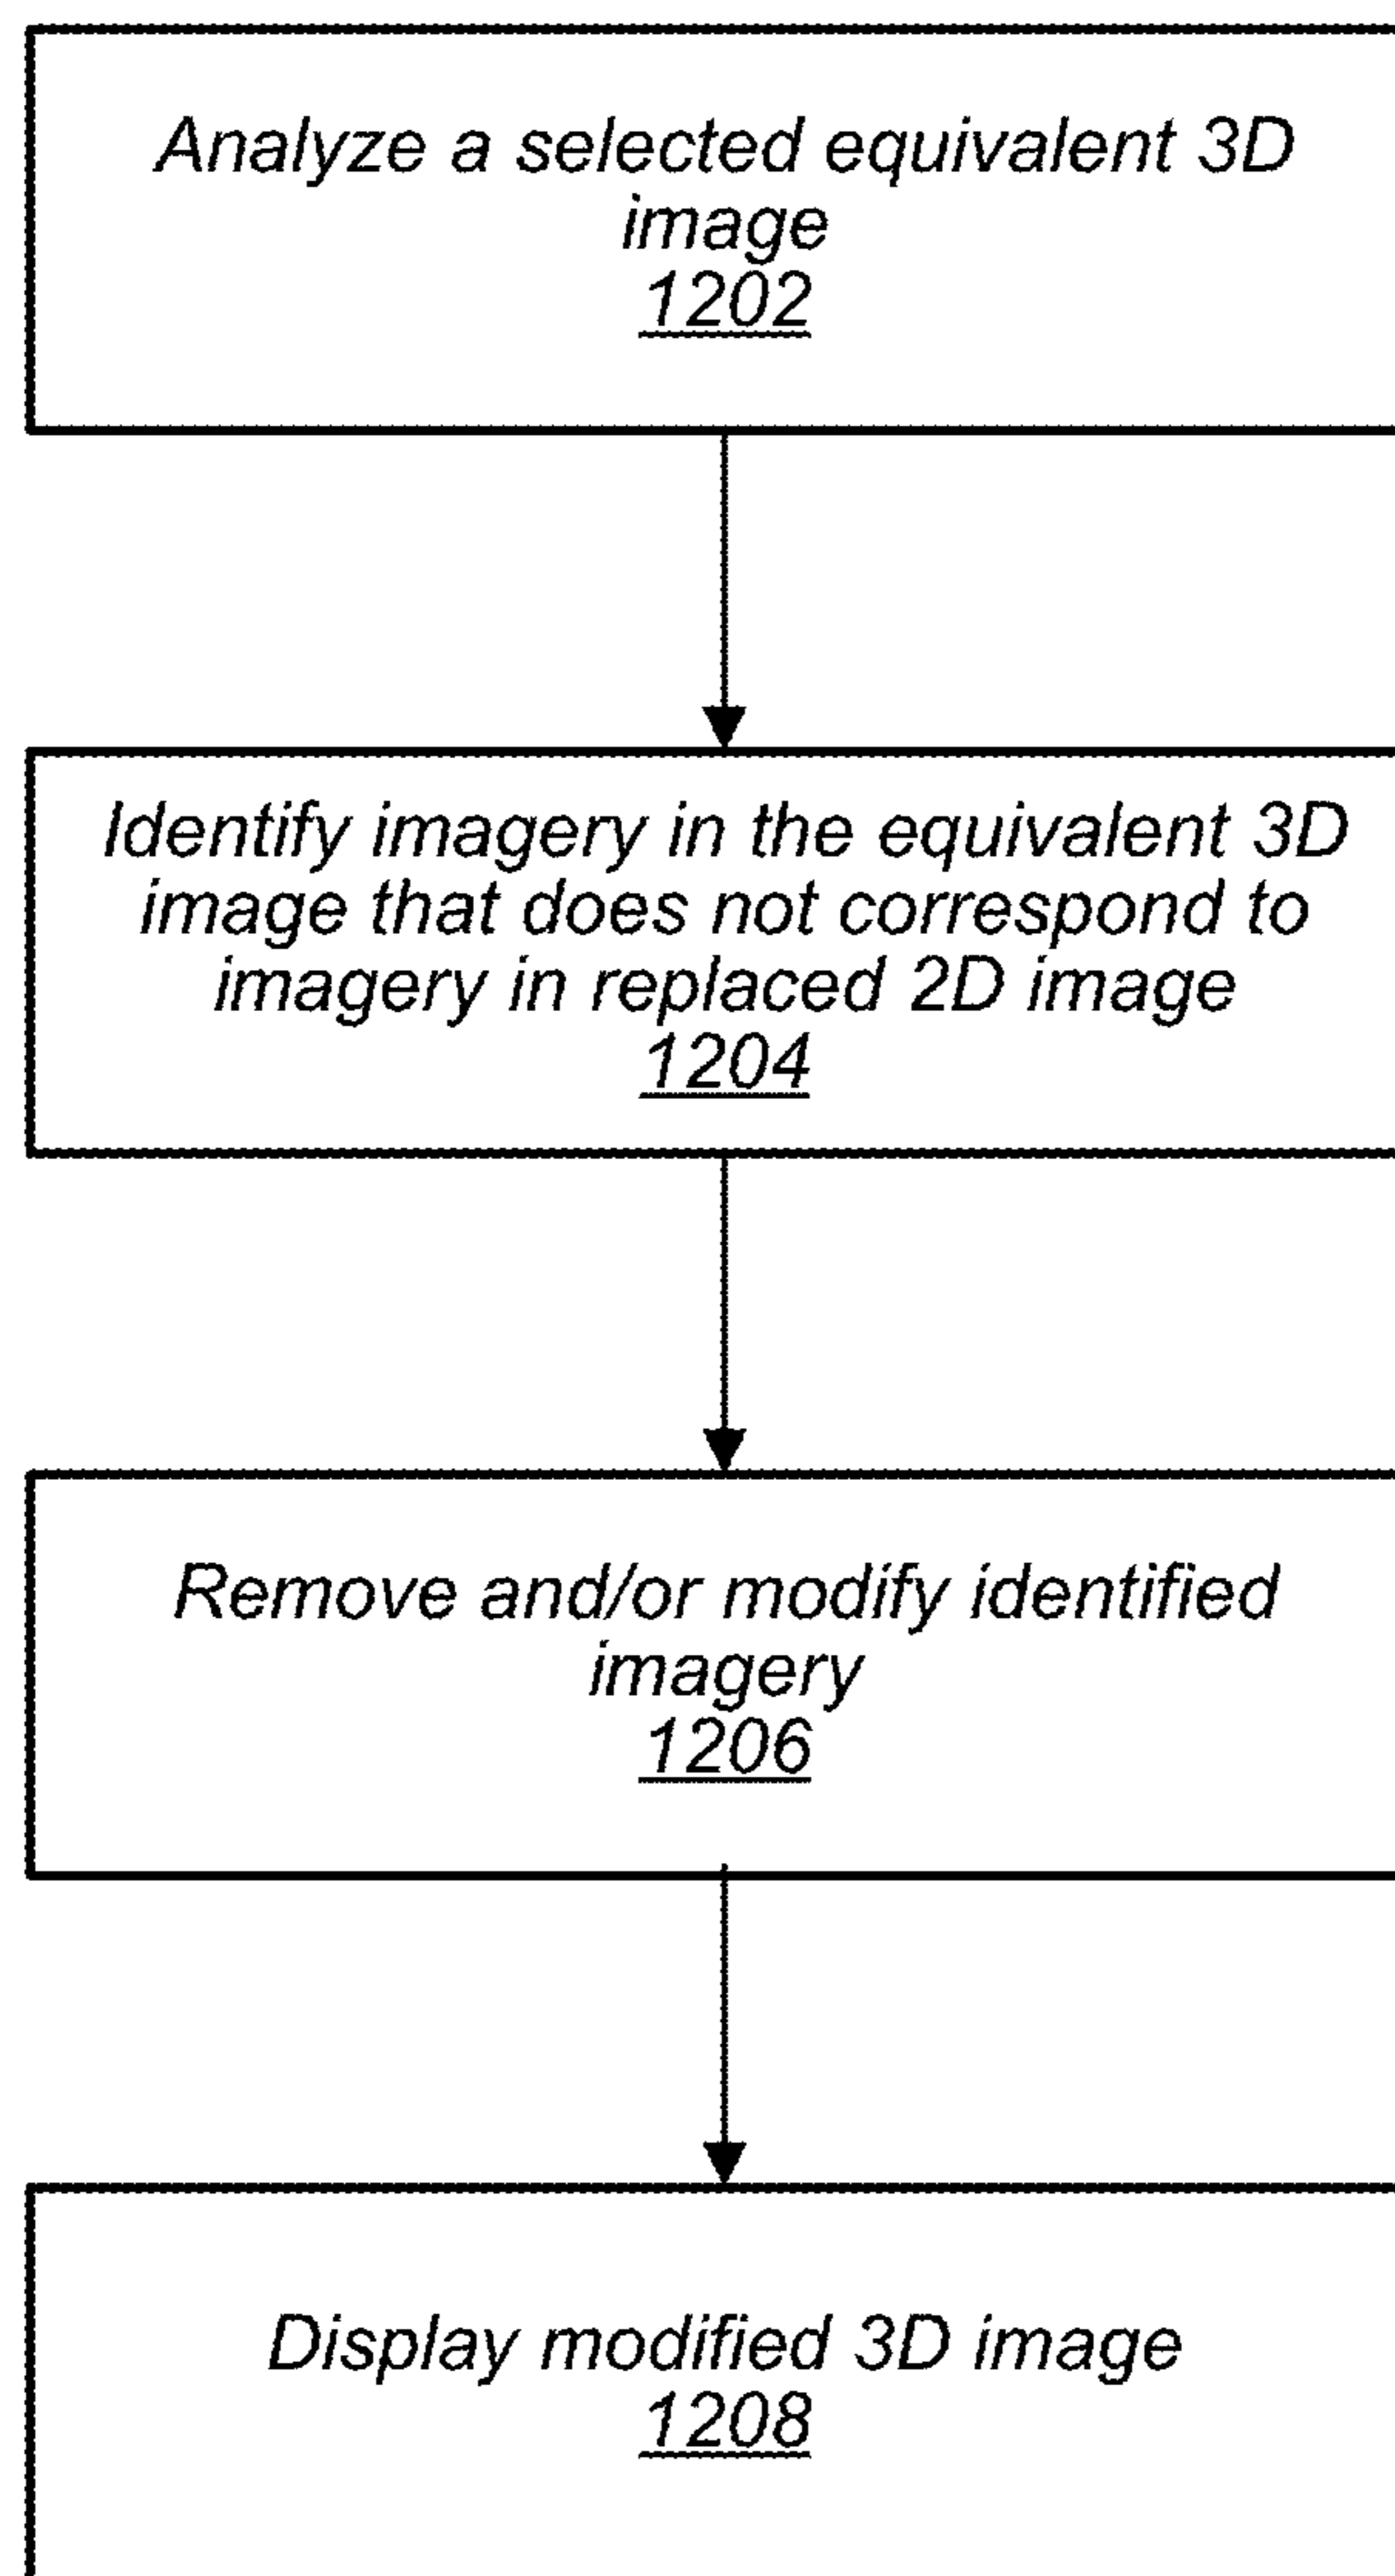 Analyze a selected equivalent 3D
image
1202
Identify imagery in the equivalent 3D
image that does not correspond to
imagery in replaced 2D image
1204
Remove and/or modify identified
imagery
1206
Display modified 3D image
1208